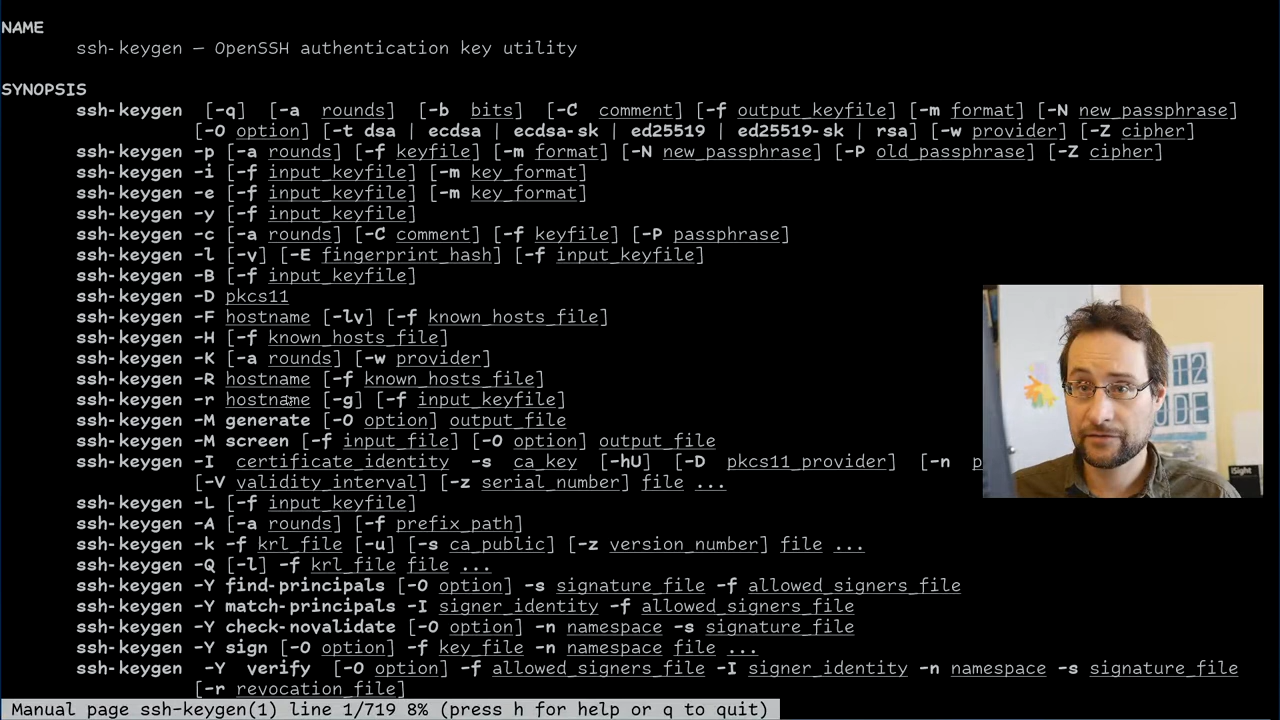 NAME
ssh-keygen — OpenSSH authentication key utility
SYNOPSIS
ssh-keygen [-q] [-a rounds] [-b bits] [-C comment] [-f output_keyfile] [-m format] [-N new_passphrase]
[-O option] [-t dsa | ecdsa | ecdsa-sk | ed25519 | ed25519-sk | rsa] [-w provider] [-Z cipher]
ssh-keygen -p [-a rounds] [-f keyfile] [-m format] [-N new_passphrase] [-P old_passphrase] [-Z cipher]
ssh-keygen -i [-f input_keyfile] [-m key_format]
ssh-keygen -e [-f input_keyfile] [-m key_format]
ssh-keygen -y [-f input_keyfile]
ssh-keygen -c [-a rounds] [-C comment] [-f keyfile] [-P passphrase]
ssh-keygen -l [-v] [-E fingerprint_hash] [-f input_keyfile]
ssh-keygen -B [-f input_keyfile]
ssh-keygen -D pkcs11
ssh-keygen -F hostname [-lv] [-f known_hosts_file]
ssh-keygen -H [-f known_hosts_file]
ssh-keygen -K [-a rounds] [-w provider]
ssh-keygen -R hostname [-f known_hosts_file]
ssh-keygen -r hostname [-g] [-f input_keyfile]
ssh-keygen -M generate [-O option] output_file
ssh-keygen -M screen [-f input_file] [-O option] output_file
ssh-keygen -I certificate_identity -s ca_key [-hU] [-D pkcs11_provider] [-n p
[-V validity_interval] [-z serial_number] file ...
ssh-keygen -L [-f input_keyfile]
ssh-keygen -A [-a rounds] [-f prefix_path]
ssh-keygen -k -f krl_file [-u] [-s ca_public] [-z version_number] file ...
ssh-keygen -Q [-l] -f krl_file file ...
ssh-keygen -Y find-principals [-O option] -s signature_file -f allowed_signers_file
ssh-keygen -Y match-principals -I signer_identity -f allowed_signers_file
ssh-keygen -Y check-novalidate [-O option] -n namespace -s signature_file
ssh-keygen -Y sign [-O option] -f key_file -n namespace file ...
ssh-keygen -Y verify [-O option] -f allowed_signers_file -I signer_identity -n namespace -s signature_file
[-r revocation_file]
Manual page ssh-keygen(1) line 1/719 8% (press h for help or q to quit)
iSight